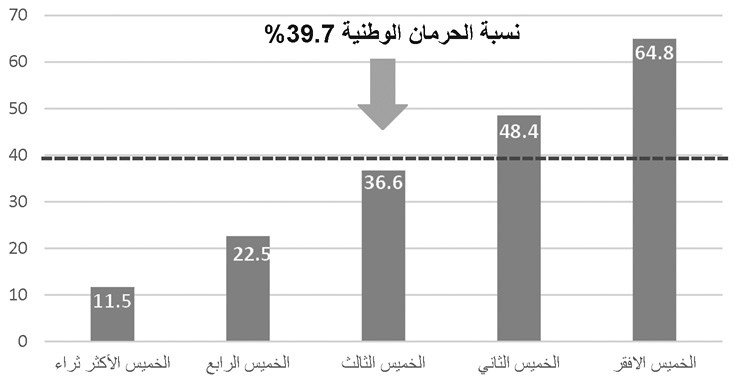 نسبة الحرمان الوطنية 39.7%
70
60
50
40
30
20
10
0
11.5
22.5
36.6
48.4
64.8
الخميس الأكثر ثراء
الخميس الرابع
الخميس الثالث
الخميس الثاني
الخميس الافقر